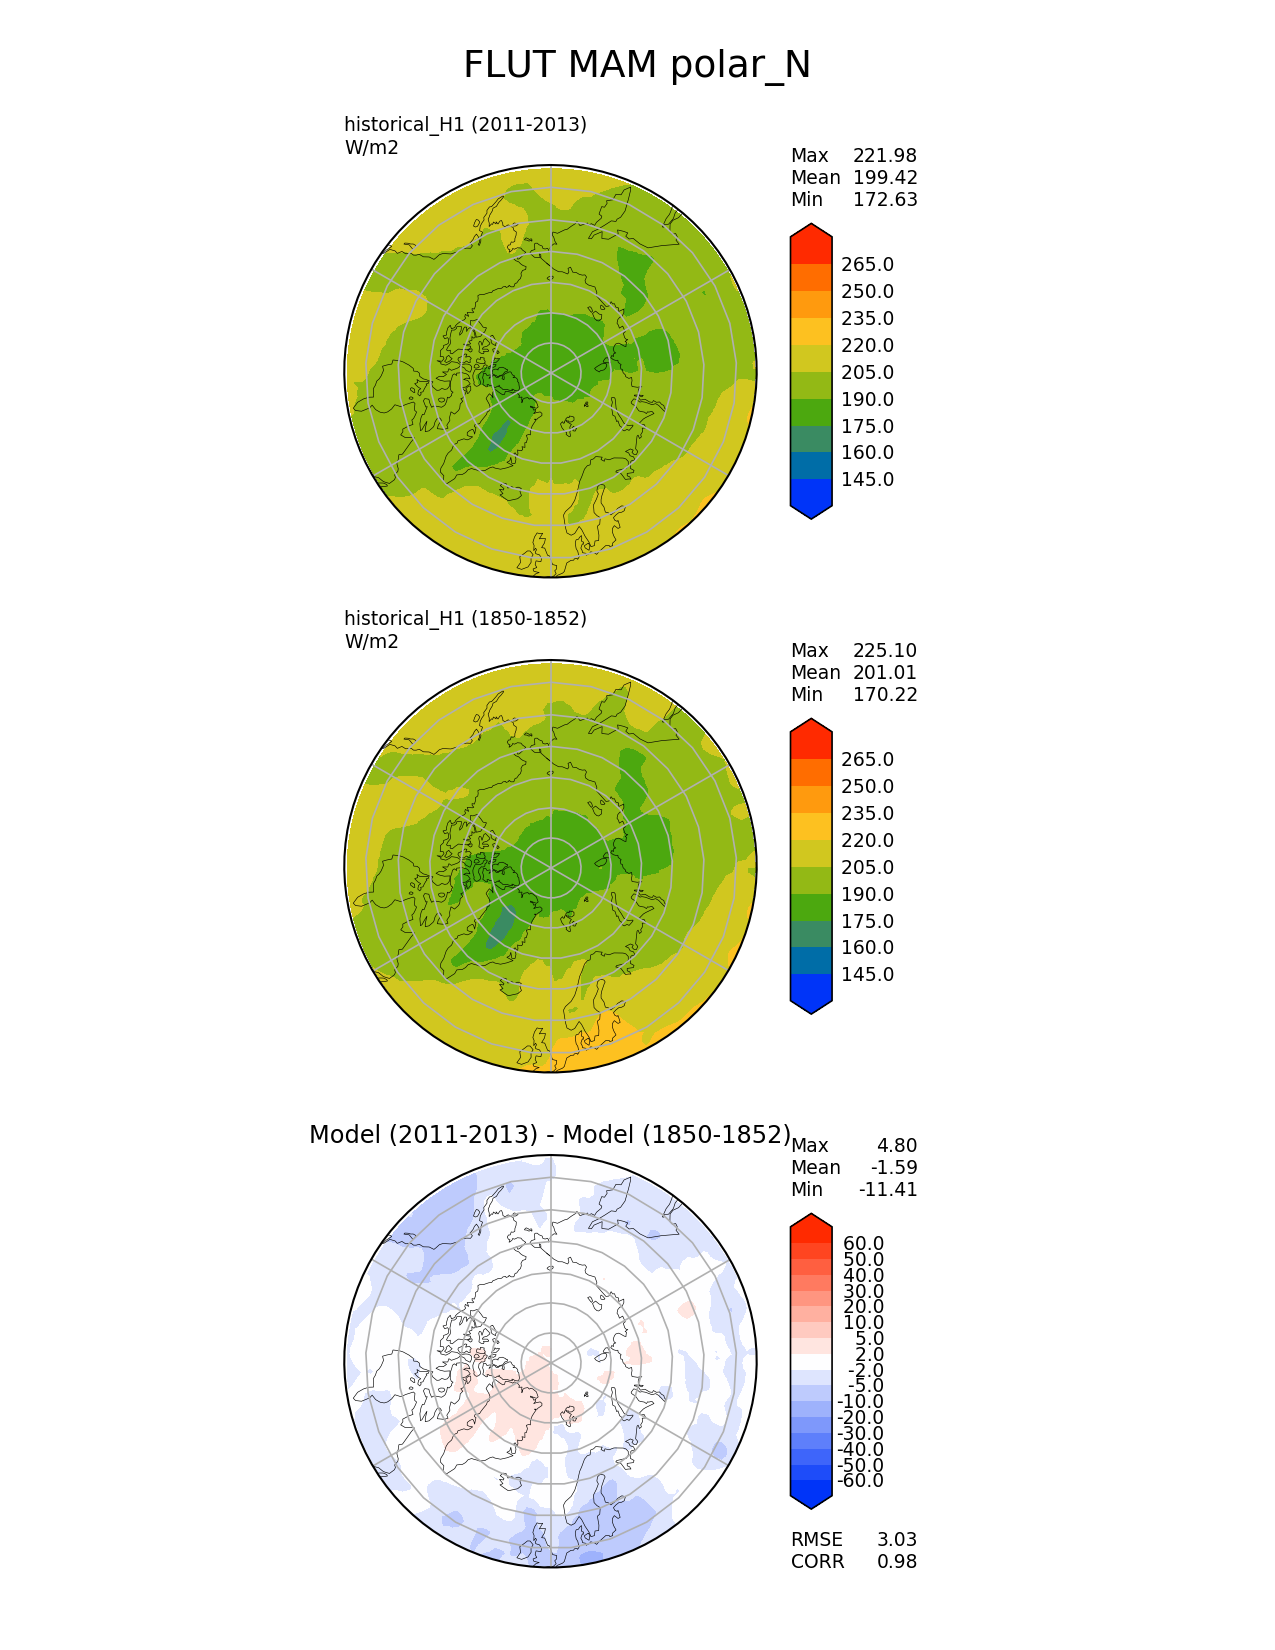 FLUT MAM polar_N
historical_H1 (2011-2013)
W/m2
Max 221.98
Mean 199.42
Min 172.63
265.0
250.0
235.0
220.0
205.0
190.0
175.0
160.0
145.0
historical_H1 (1850-1852)
W/m2
Max 225.10
Mean 201.01
Min 170.22
265.0
250.0
235.0
220.0
205.0
190.0
175.0
160.0
145.0
Model (2011-2013) - Model (1850-1852)
Max 4.80
Mean -1.59
Min -11.41
60.0
50.0
40.0
30.0
20.0
10.0
5.0
2.0
-2.0
-5.0
-10.0
-20.0
-30.0
-40.0
-50.0
-60.0
RMSE 3.03
CORR 0.98